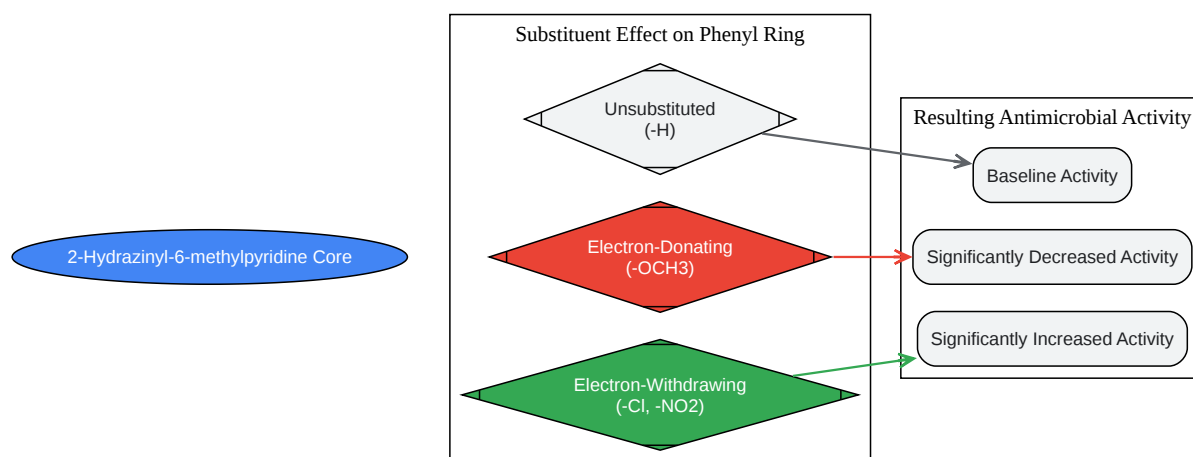 2-Hydrazinyl-6-methylpyridine Core
Substituent Effect on Phenyl Ring
Unsubstituted
(-H)
Electron-Donating
(-OCH3)
Electron-Withdrawing
(-Cl, -NO2)
Resulting Antimicrobial Activity
Baseline Activity
Significantly Decreased Activity
Significantly Increased Activity